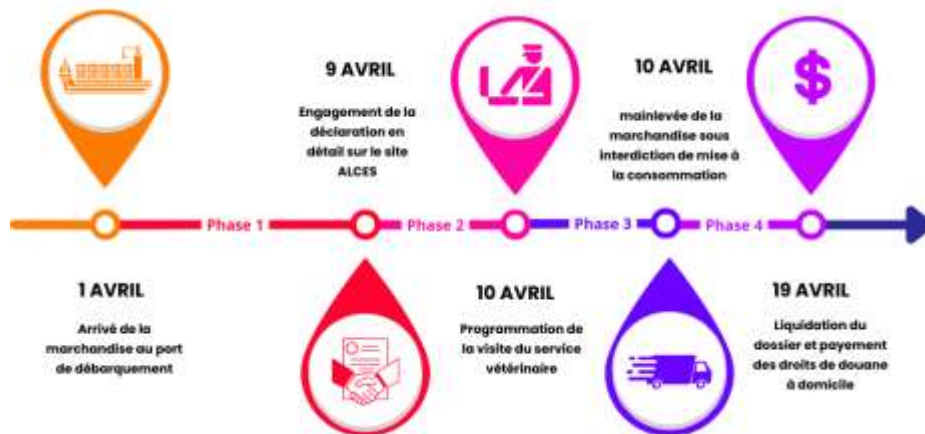 9 AVRIL
Engagement de la
déclaration en
détail sur le site
ALCES
10 AVRIL
mainlevée de la
marchandise sous
interdiction de mise à
la consommation
$
Phase 1
Phase 2
Phase 3
Phase 4
1 AVRIL
Arrivé de la
marchandise au port
de débarquement
10 AVRIL
Programmation de
la visite du service
vétérinaire
19 AVRIL
Liquidation du
dossier et payement
des droits de douane
à domicile